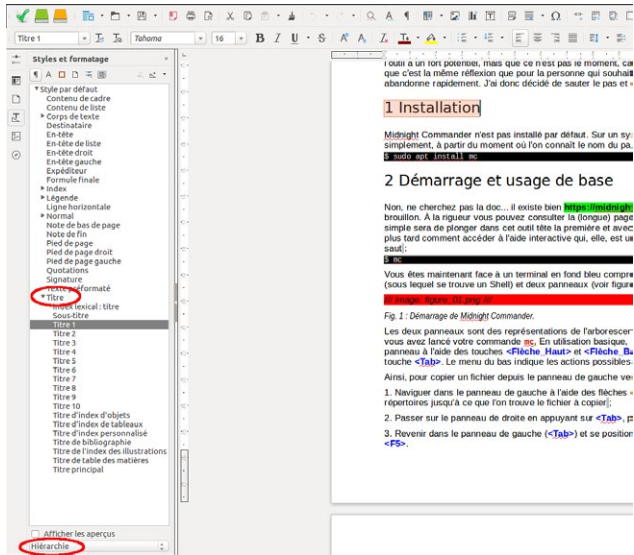 Titre 1
Tahoma
16
B I U S
Styles et formatage
Style par défaut
Contenu de cadre
Contenu de liste
Corps de texte
Destinataire
En-tête
En-tête de liste
En-tête droit
En-tête gauche
Expéditeur
Formule finale
Index
Légende
Ligne horizontale
Normal
Note de bas de page
Note de fin
Pied de page
Pied de page droit
Pied de page gauche
Quotations
Signature
Texte préformaté
Titre
Index lexical : titre
Sous-titre
Titre 1
Titre 2
Titre 3
Titre 4
Titre 5
Titre 6
Titre 7
Titre 8
Titre 9
Titre 10
Titre d'index d'objets
Titre d'index de tableaux
Titre d'index personnalisé
Titre de bibliographie
Titre de l'index des illustrations
Titre de table des matières
Titre principal
Afficher les aperçus
Hiérarchie
l'outil a un fort potentiel, mais que ce n'est pas le moment,
que c'est la même réflexion que pour la personne qui
abandonne rapidement. J'ai donc décidé de sauter le pas et
1 Installation
Midnight Commander n'est pas installé par défaut. Sur un
simplement, à partir du moment où l'on connaît le nom du
$ sudo apt install mc
2 Démarrage et usage de base
Non, ne cherchez pas la doc... il existe bien
brouillon. À la rigueur vous pouvez consulter la (longue) page
simple sera de plonger dans cet outil tête la première et
plus tard comment accéder à l'aide interactive qui, elle, est
saut :
$ mc
Vous êtes maintenant face à un terminal en fond bleu
(sous lequel se trouve un Shell) et deux panneaux (voir
/// Image: figure_01.png ///
Fig. 1 : Démarrage de Midnight Commander.
Les deux panneaux sont des représentations de
vous avez lancé votre commande mc. En utilisation basique,
panneau à l'aide des touches <Flèche_Haut> et
touche <Tab>. Le menu du bas indique les actions possibles
Ainsi, pour copier un fichier depuis le panneau de gauche
1. Naviguer dans le panneau de gauche à l'aide des flèches
répertoires jusqu'à ce que l'on trouve le fichier à copier ;
2. Passer sur le panneau de droite en appuyant sur <Tab>,
3. Revenir dans le panneau de gauche (<Tab>) et se
<F5>.